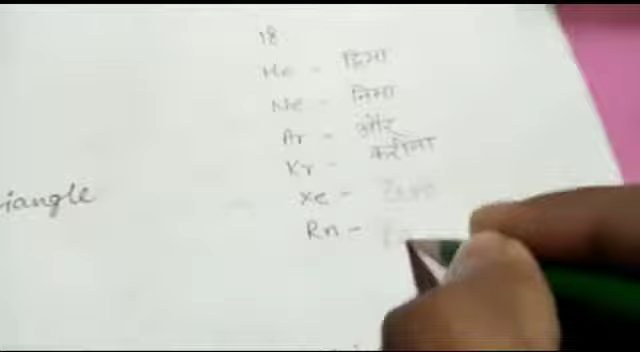 18
He - हिमा
Ne - निमा
Ar - और
Kr - करीना
Xe -
Rn -
iangle